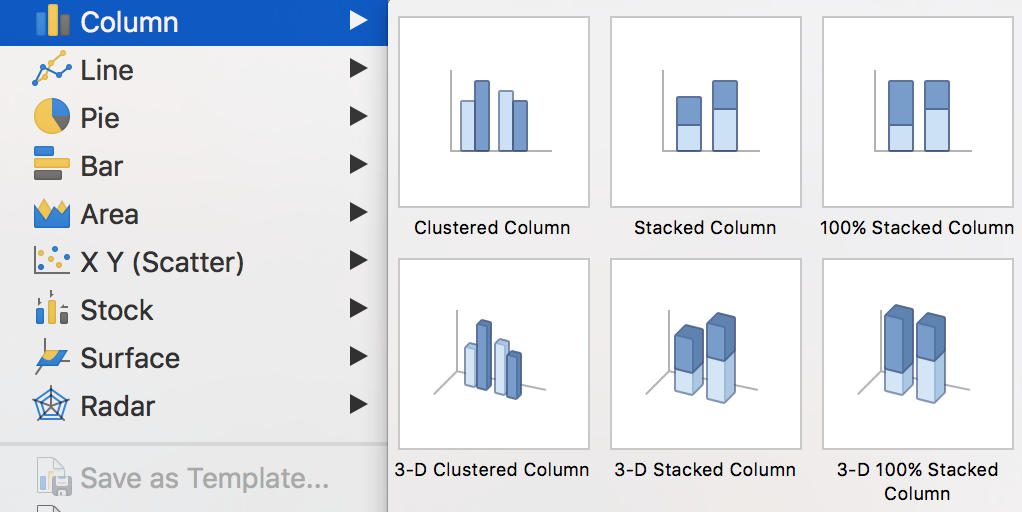 Column
Line
Pie
Bar
Area
X Y (Scatter)
Stock
Surface
Radar
Save as Template...
Clustered Column
Stacked Column
100% Stacked Column
3-D Clustered Column
3-D Stacked Column
3-D 100% Stacked
Column